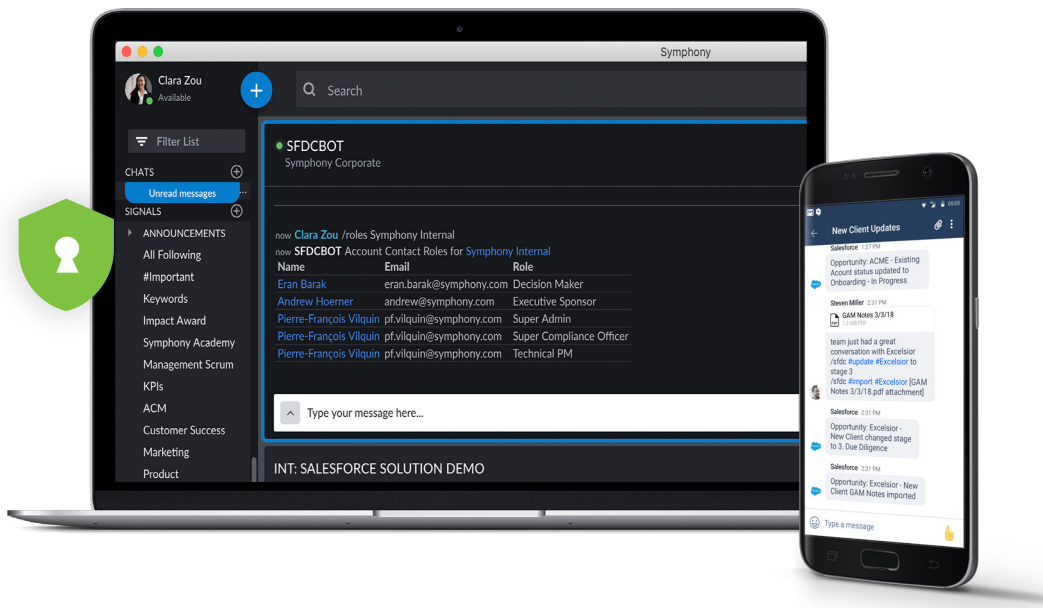 Symphony
Clara Zou
Available
+
Search
Filter List
CHATS
Unread messages
...
SIGNALS
ANNOUNCEMENTS
All Following
#Important
Keywords
Impact Award
Symphony Academy
Management Scrum
KPIs
ACM
Customer Success
Marketing
Product
SFDCBOT
Symphony Corporate
now Clara Zou /roles Symphony Internal
now SFDCBOT Account Contact Roles for Symphony Internal
Name Email Role
Eran Barak eran.barak@symphony.com Decision Maker
Andrew Hoerner andrew@symphony.com Executive Sponsor
Pierre-François Vilquin pf.vilquin@symphony.com Super Admin
Pierre-François Vilquin pf.vilquin@symphony.com Super Compliance Officer
Pierre-François Vilquin pf.vilquin@symphony.com Technical PM
Type your message here...
INT: SALESFORCE SOLUTION DEMO
05:05
New Client Updates
Salesforce 1:27 PM
Opportunity: ACME - Existing
Acount status updated to
Onboarding - In Progress
Steven Miller 2:31 PM
GAM Notes 3/3/18
PDF
1.3 MB PDF
team just had a great
conversation with Excelsior
/sfdc #update #Excelsior to
stage 3
/sfdc #import #Excelsior [GAM
Notes 3/3/18.pdf attachment]
Salesforce 2:31 PM
Opportunity: Excelsior -
New Client changed stage
to 3. Due Diligence
Salesforce 2:31 PM
Opportunity: Excelsior - New
Client GAM Notes imported
Type a message